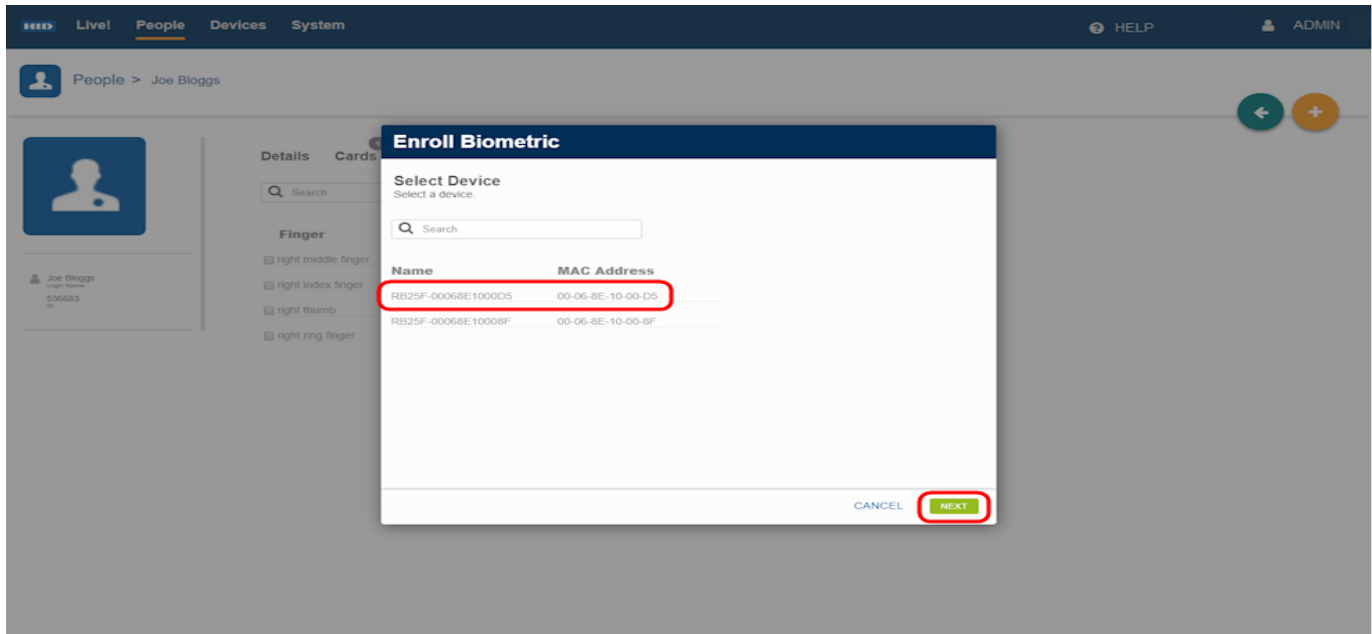 HID Live! People Devices System HELP ADMIN
People > Joe Bloggs
Enroll Biometric
Details Cards
Select Device
Select a device.
Search
Search
Finger
right middle finger
right index finger
right thumb
right ring finger
Joe Bloggs
Login Name
536683
ID
Name MAC Address
RB25F-00068E1000D5 00-06-8E-10-00-D5
RB25F-00068E10008F 00-06-8E-10-00-8F
CANCEL NEXT